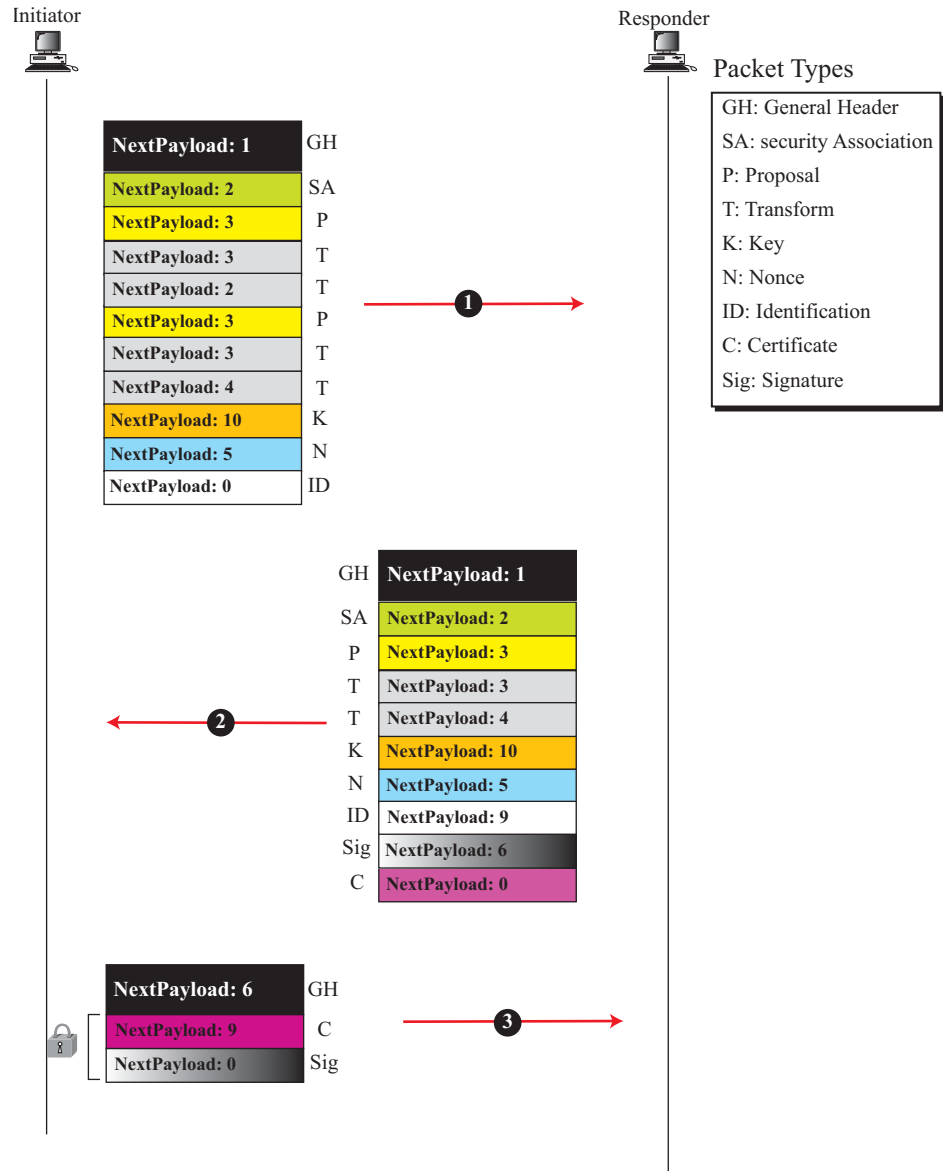 Initiator
Responder
Packet Types
GH: General Header
SA: security Association
P: Proposal
T: Transform
K: Key
N: Nonce
ID: Identification
C: Certificate
Sig: Signature
NextPayload: 1 GH
NextPayload: 2 SA
NextPayload: 3 P
NextPayload: 3 T
NextPayload: 2 T
NextPayload: 3 P
NextPayload: 3 T
NextPayload: 4 T
NextPayload: 10 K
NextPayload: 5 N
NextPayload: 0 ID
1
GH NextPayload: 1
SA NextPayload: 2
P NextPayload: 3
T NextPayload: 3
T NextPayload: 4
K NextPayload: 10
N NextPayload: 5
ID NextPayload: 9
Sig NextPayload: 6
C NextPayload: 0
2
NextPayload: 6 GH
NextPayload: 9 C
NextPayload: 0 Sig
3